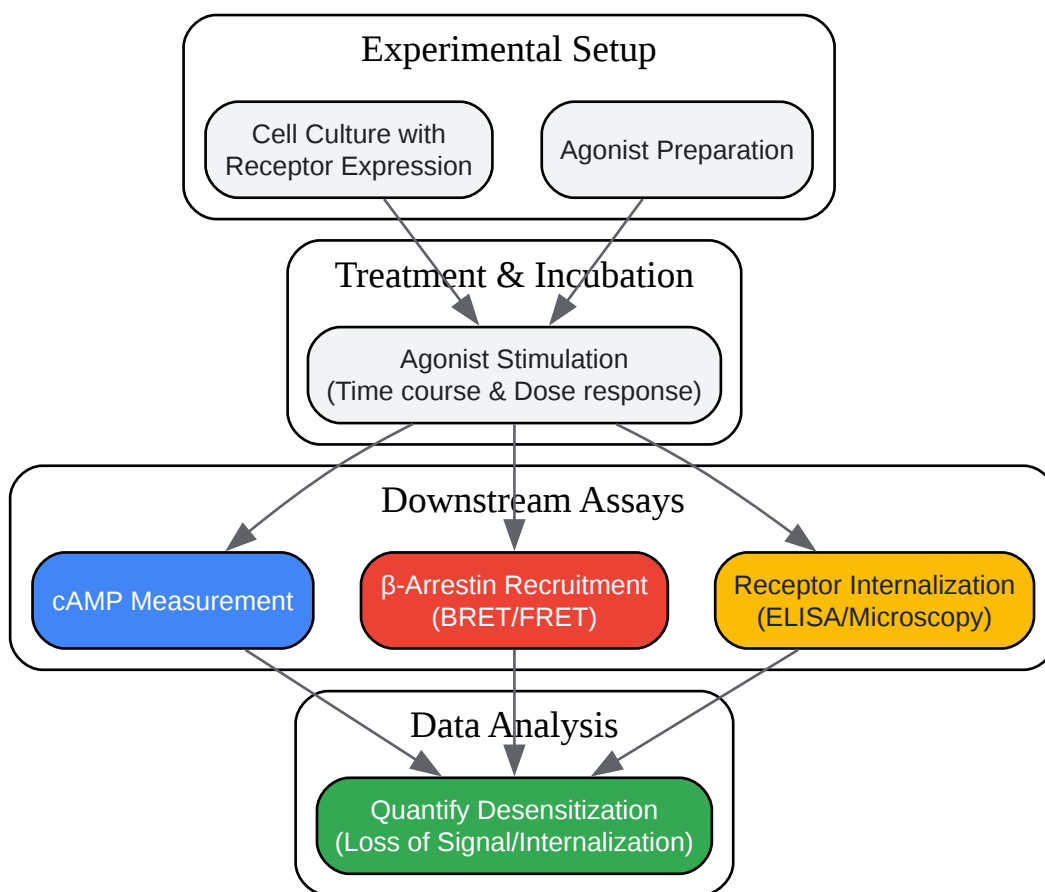 Experimental Setup
Cell Culture with
Receptor Expression
Agonist Preparation
Treatment & Incubation
Agonist Stimulation
(Time course & Dose response)
Downstream Assays
cAMP Measurement
β-Arrestin Recruitment
(BRET/FRET)
Receptor Internalization
(ELISA/Microscopy)
Data Analysis
Quantify Desensitization
(Loss of Signal/Internalization)